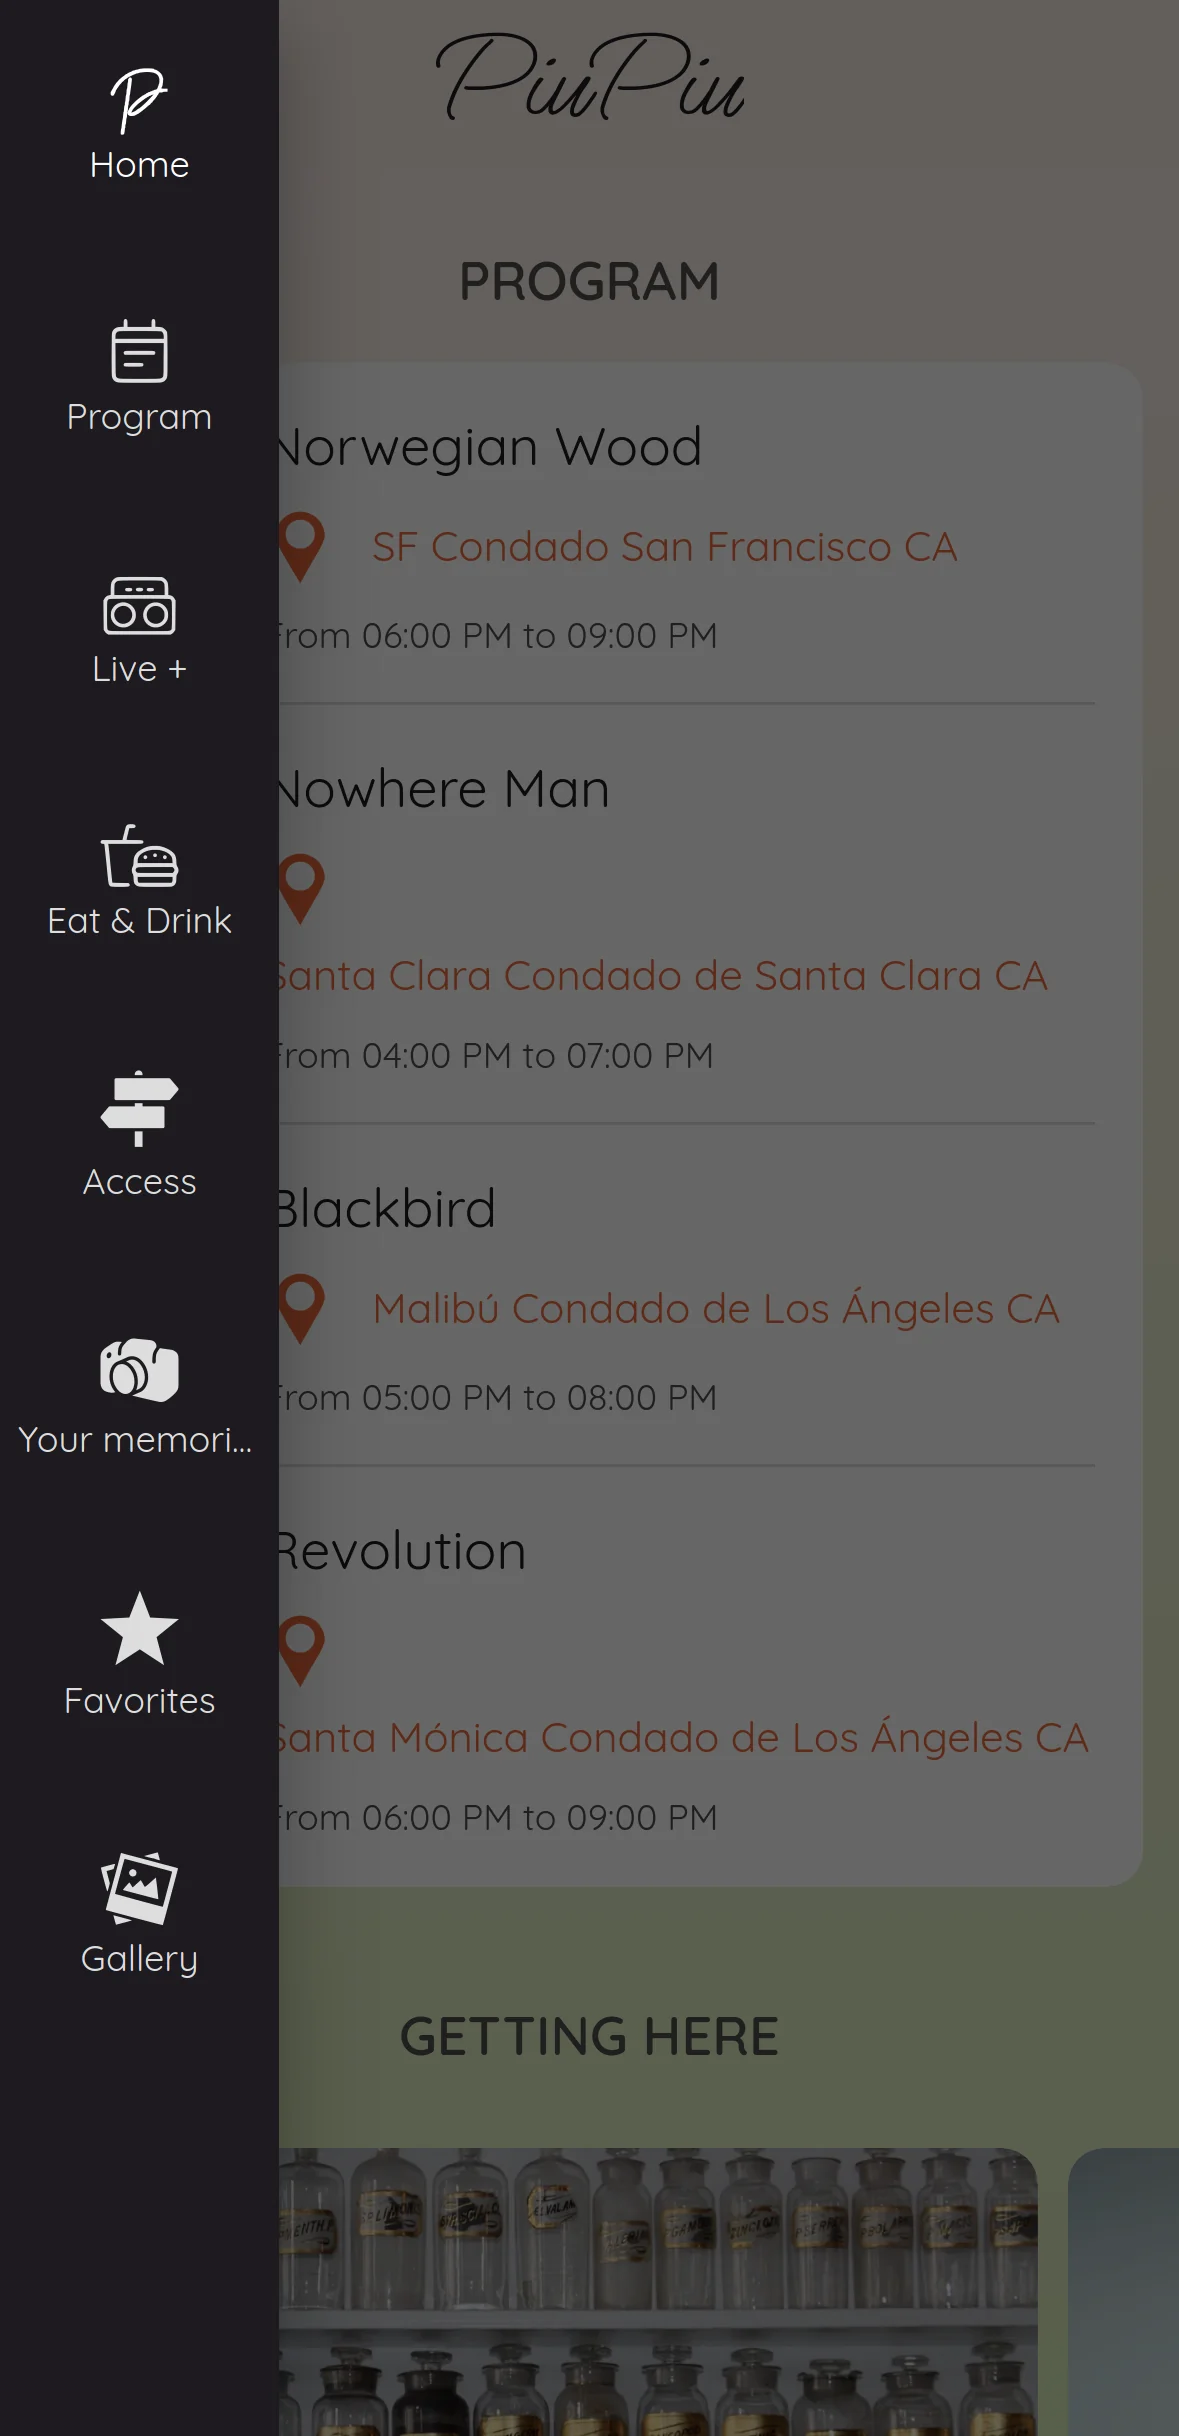 Home
Program
Live +
Eat & Drink
Access
Your memori...
Favorites
Gallery
PiuPiu
PROGRAM
Norwegian Wood
SF Condado San Francisco CA
From 06:00 PM to 09:00 PM
Nowhere Man
Santa Clara Condado de Santa Clara CA
From 04:00 PM to 07:00 PM
Blackbird
Malibú Condado de Los Ángeles CA
From 05:00 PM to 08:00 PM
Revolution
Santa Mónica Condado de Los Ángeles CA
From 06:00 PM to 09:00 PM
GETTING HERE